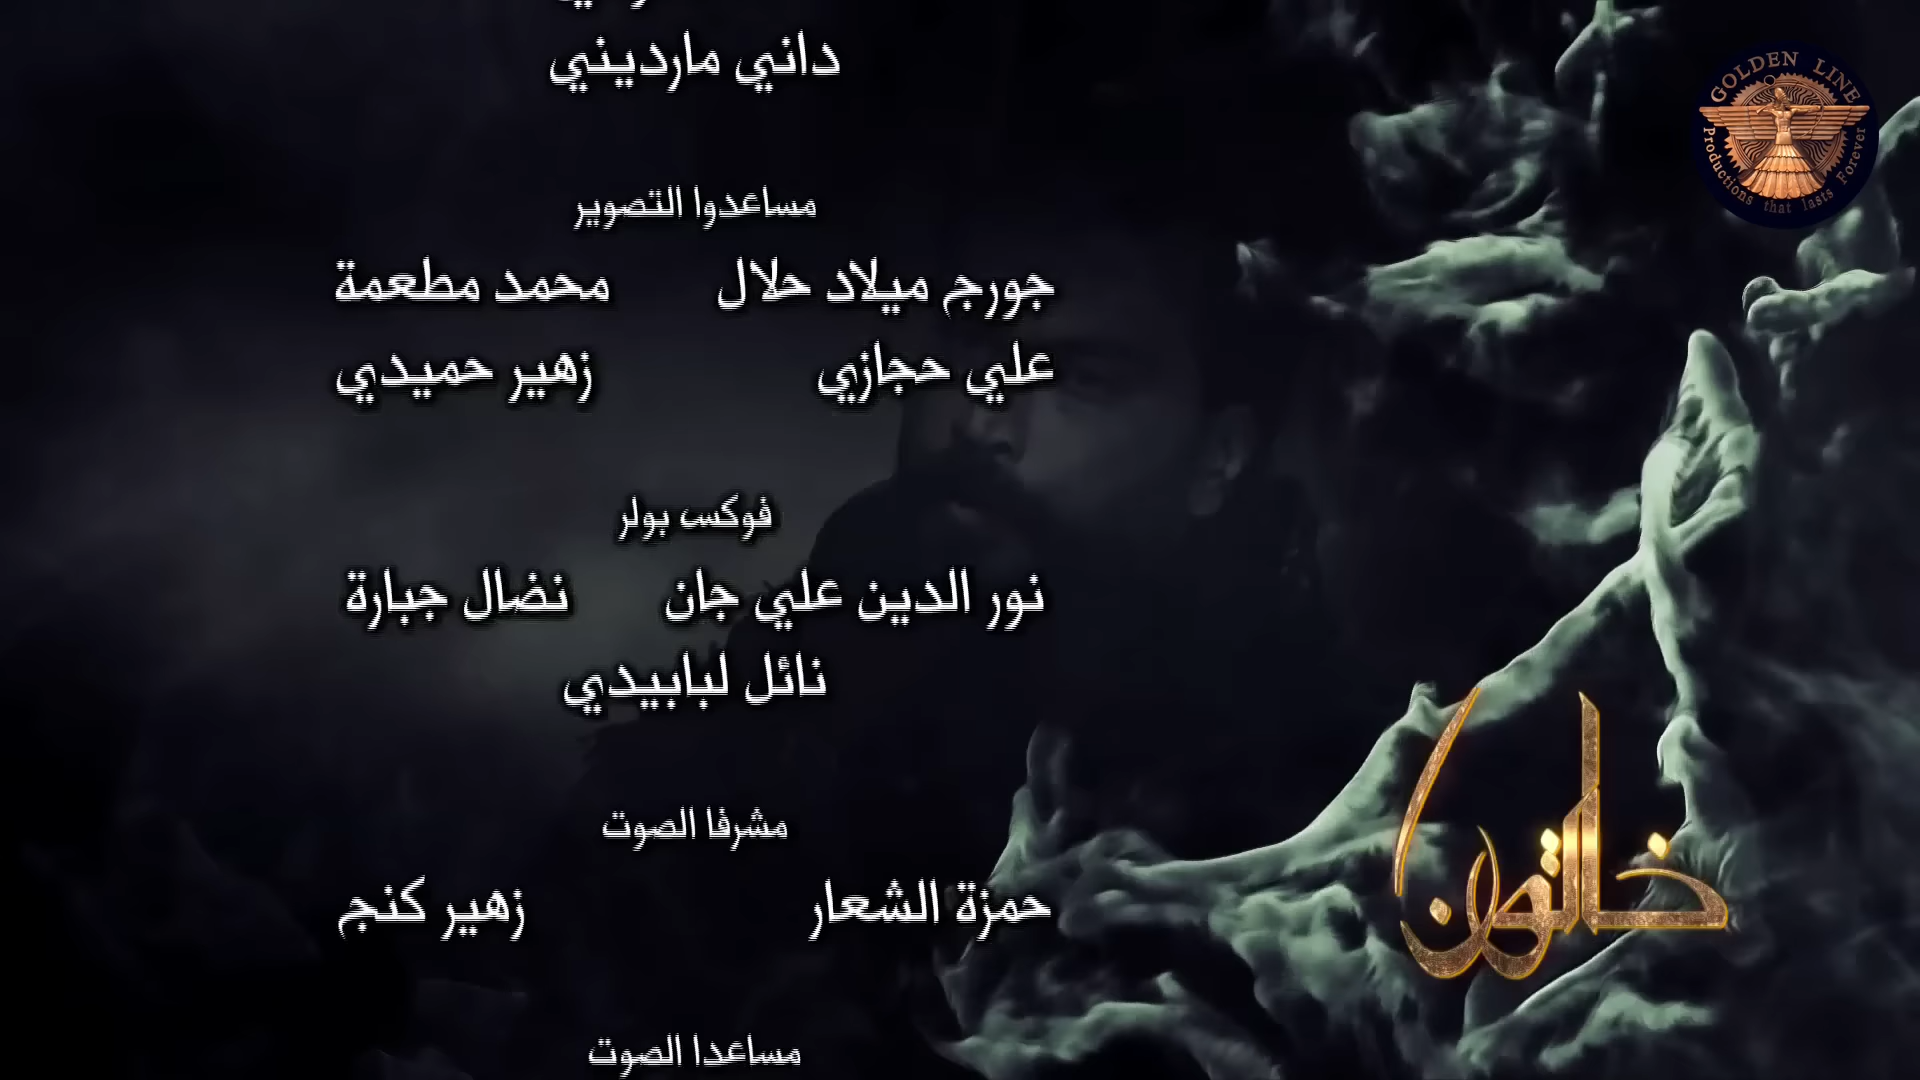 داني مارديني
GOLDEN LINE
Productions that lasts Forever
مساعدوا التصوير
جورج ميلاد حلال محمد مطعمة
علي حجازي زهير حميدي
فوكس بولر
نور الدين علي جان نضال جبارة
نائل لبابيدي
مشرفا الصوت
حمزة الشعار زهير كنج
خاتون
مساعدا الصوت